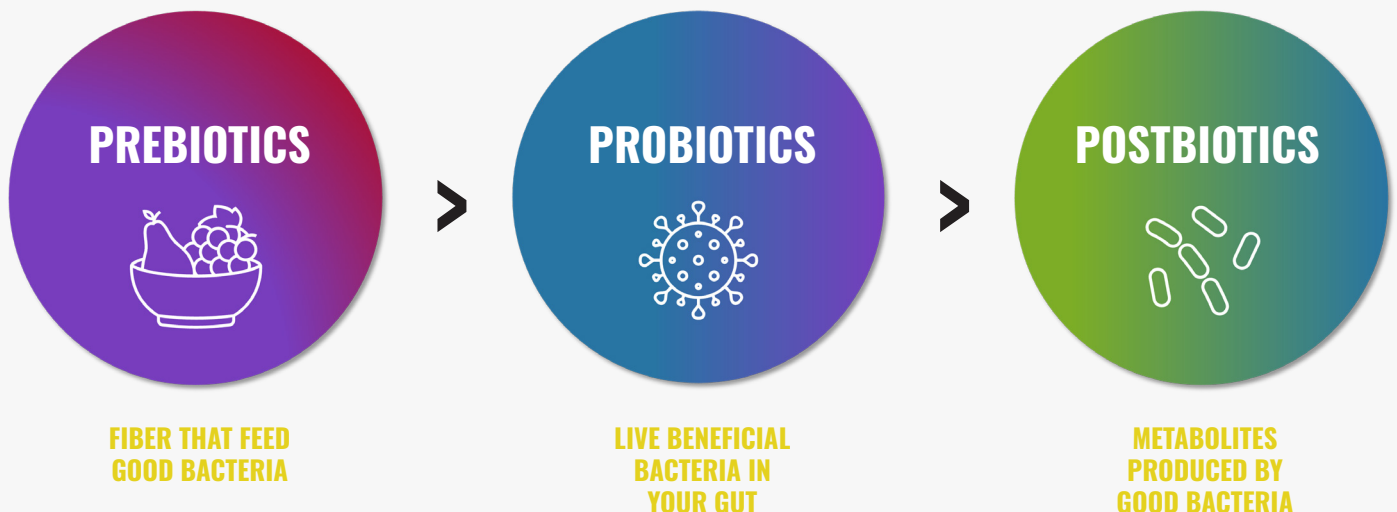 PREBIOTICS
>
PROBIOTICS
>
POSTBIOTICS
FIBER THAT FEED
GOOD BACTERIA
LIVE BENEFICIAL
BACTERIA IN
YOUR GUT
METABOLITES
PRODUCED BY
GOOD BACTERIA